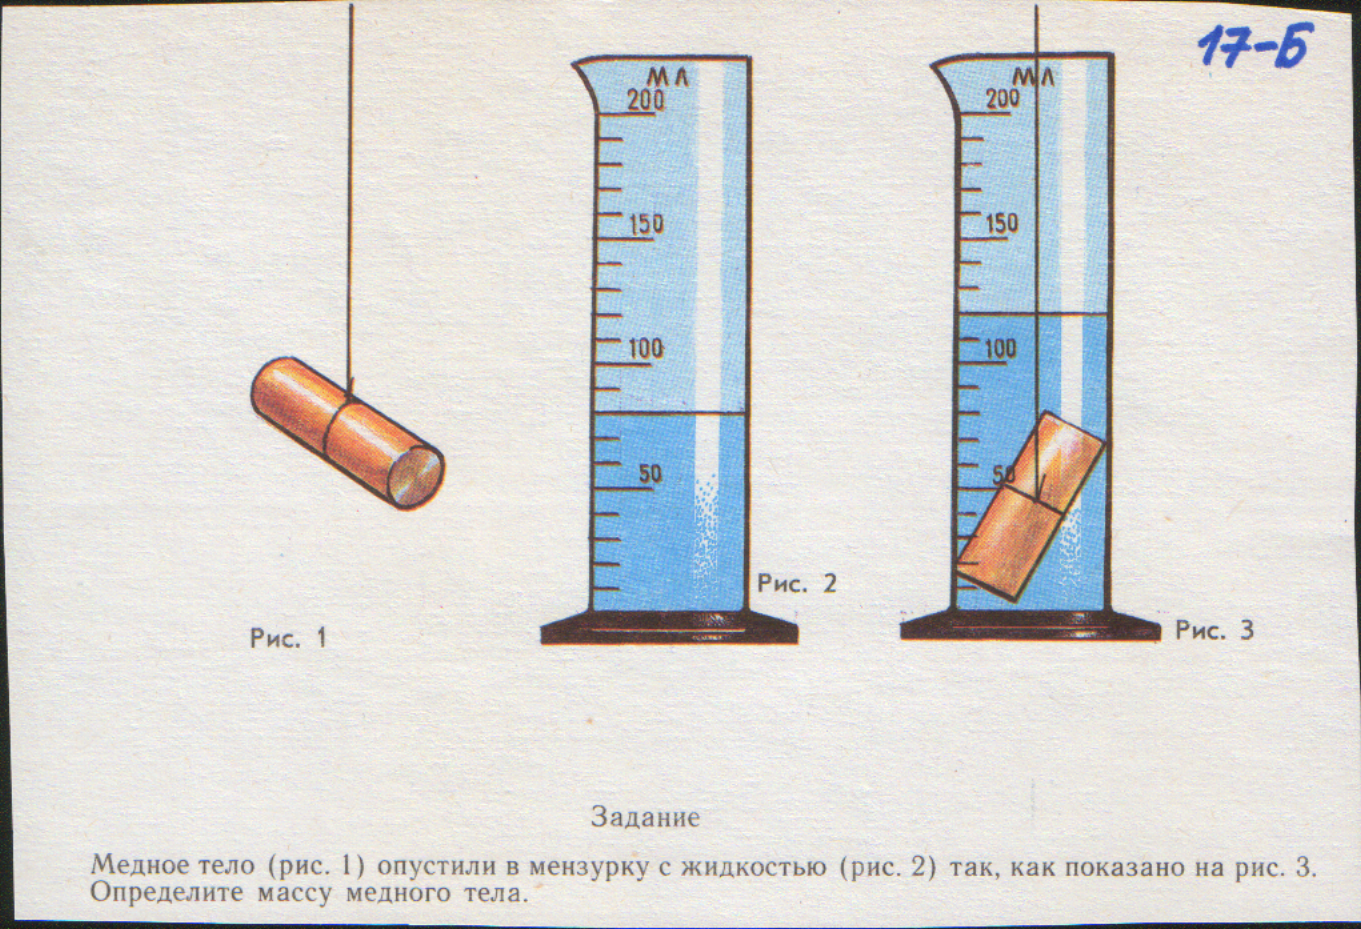 17-Б
мл
200
150
100
50
мл
200
150
100
50
Рис. 1
Рис. 2
Рис. 3
Задание
Медное тело (рис. 1) опустили в мензурку с жидкостью (рис. 2) так, как показано на рис. 3.
Определите массу медного тела.